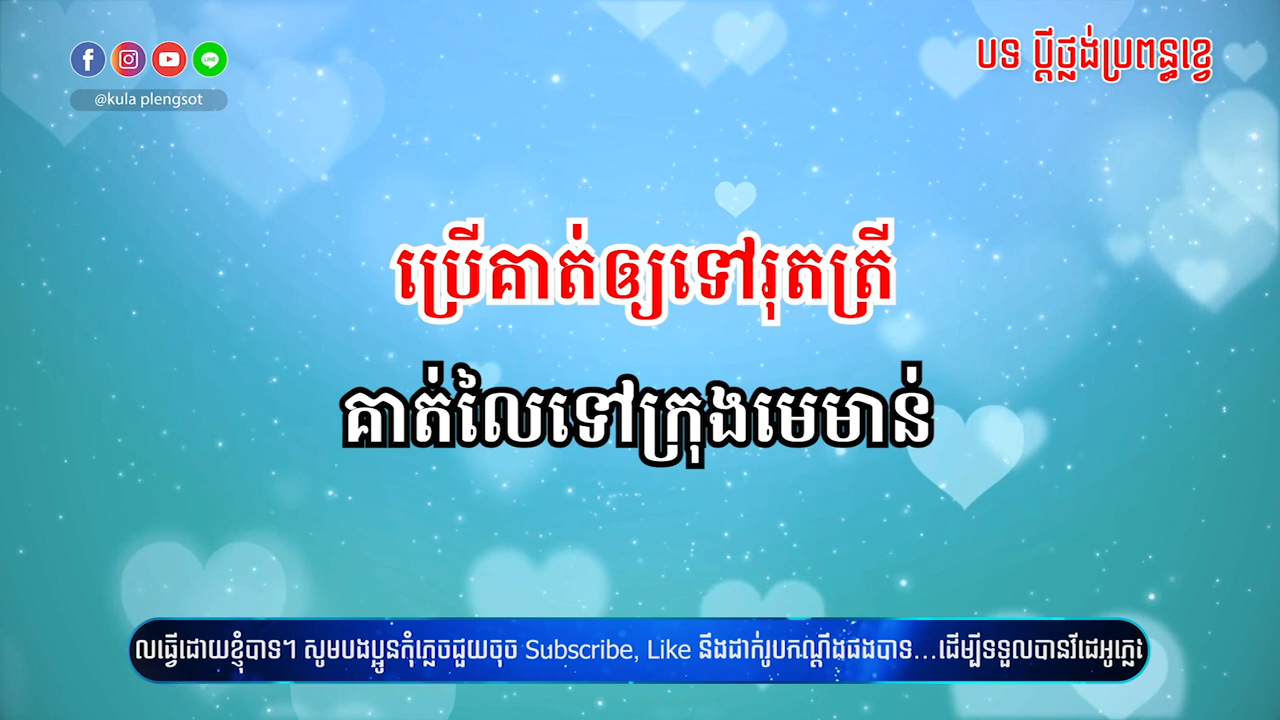 @kula plengsot
បទ ប្ដីថ្លង់ប្រពន្ធខ្វេ
ប្រើគាត់ឲ្យទៅរុតត្រី
គាត់លៃទៅក្រុងមេមាន់
លធ្វើដោយខ្ញុំបាទ។ សូមបងប្អូនកុំភ្លេចជួយចុច Subscribe, Like នឹងដាក់រូបកណ្ដឹងផងបាទ...ដើម្បីទទួលបានវីដេអូភ្លេ